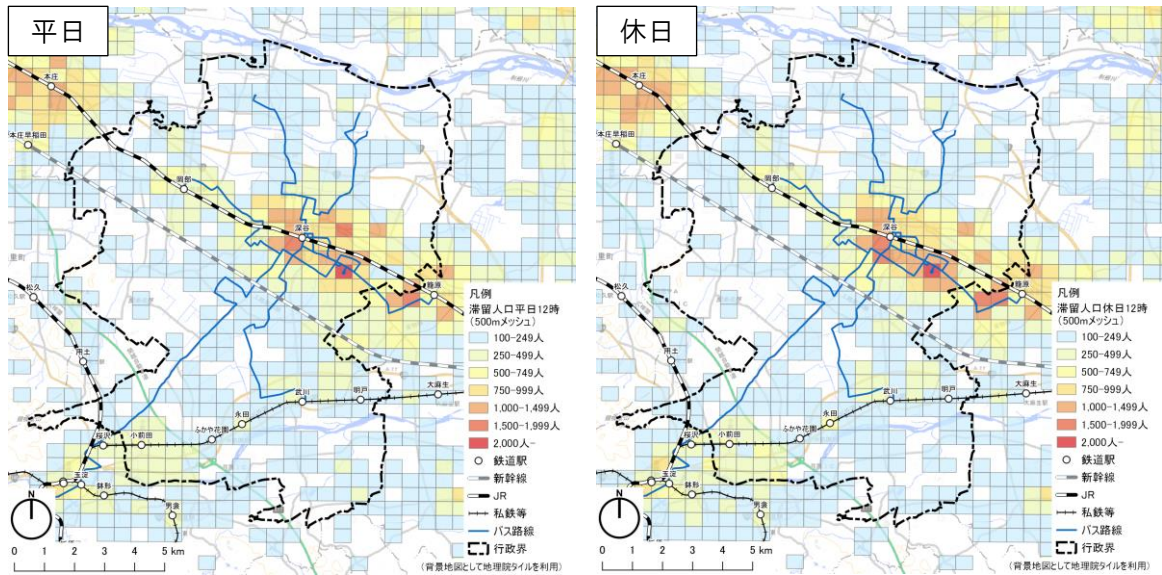 平日
本庄
本庄早稲田
岡部
深谷
籠原
松久
用土
武川
明戸
大麻生
永田
ふかや花園
小前田
桜沢
玉淀
鉢形
男衾
凡例
滞留人口平日12時
(500mメッシュ)
100-249人
250-499人
500-749人
750-999人
1,000-1,499人
1,500-1,999人
2,000人-
鉄道駅
新幹線
JR
私鉄等
バス路線
行政界
(背景地図として地理院タイルを利用)
N
0 1 2 3 4 5 km
休日
本庄
本庄早稲田
岡部
深谷
籠原
松久
用土
武川
明戸
大麻生
永田
ふかや花園
小前田
桜沢
玉淀
鉢形
男衾
凡例
滞留人口休日12時
(500mメッシュ)
100-249人
250-499人
500-749人
750-999人
1,000-1,499人
1,500-1,999人
2,000人-
鉄道駅
新幹線
JR
私鉄等
バス路線
行政界
(背景地図として地理院タイルを利用)
N
0 1 2 3 4 5 km